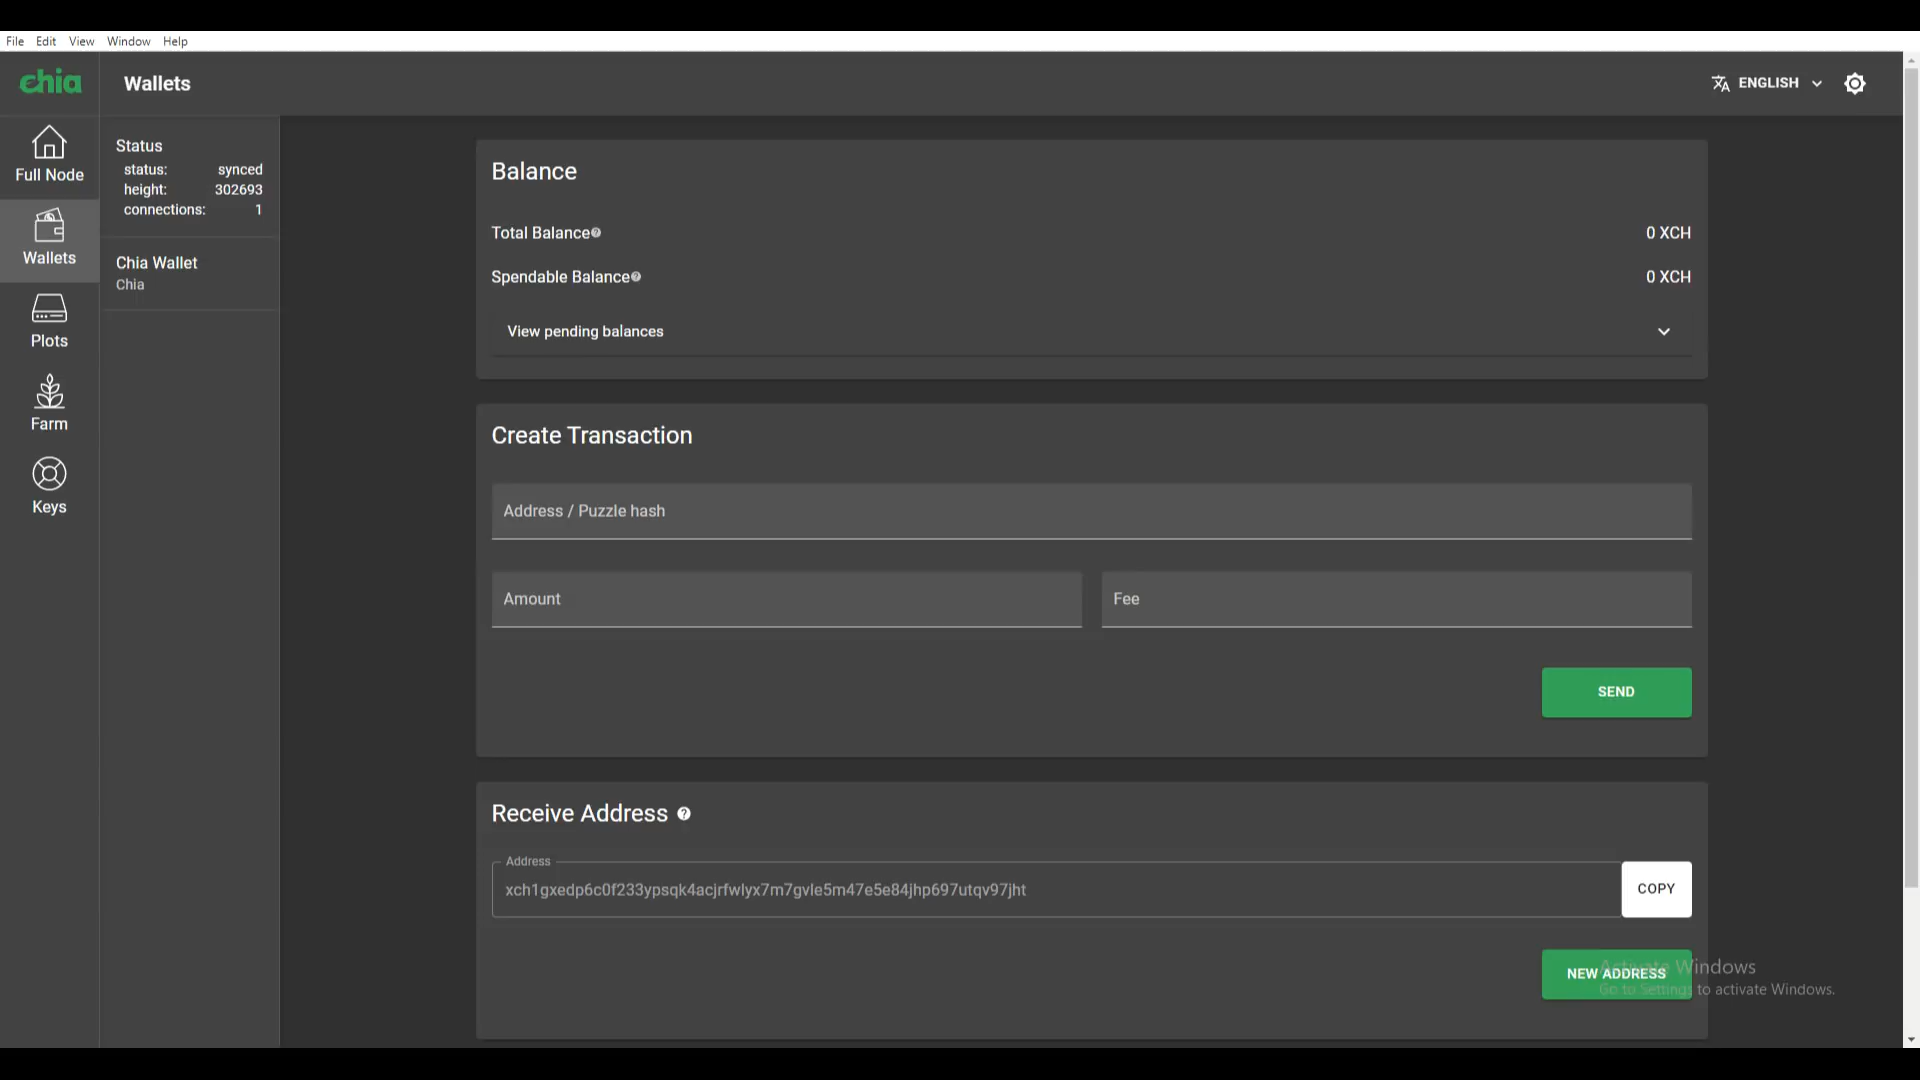 File Edit View Window Help
chia
Wallets
ENGLISH
Full Node
Wallets
Plots
Farm
Keys
Status
status: synced
height: 302693
connections: 1
Chia Wallet
Chia
Balance
Total Balance
0 XCH
Spendable Balance
0 XCH
View pending balances
Create Transaction
Address / Puzzle hash
Amount
Fee
SEND
Receive Address
Address
xch1gxedp6c0f233ypsqk4acjrfwlyx7m7gvle5m47e5e84jhp697utqv97jht
COPY
NEW ADDRESS
Activate Windows
Go to Settings to activate Windows.